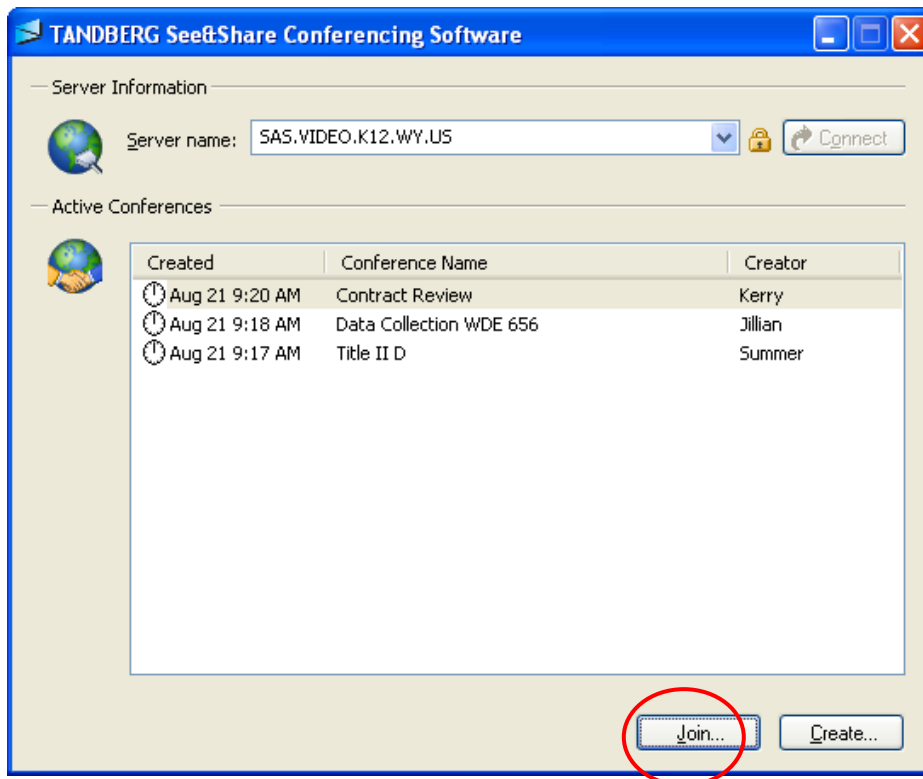 TANDBERG See&Share Conferencing Software
Server Information
Server name: SAS.VIDEO.K12.WY.US Connect
Active Conferences
Created Conference Name Creator
Aug 21 9:20 AM Contract Review Kerry
Aug 21 9:18 AM Data Collection WDE 656 Jillian
Aug 21 9:17 AM Title II D Summer
Join... Create...